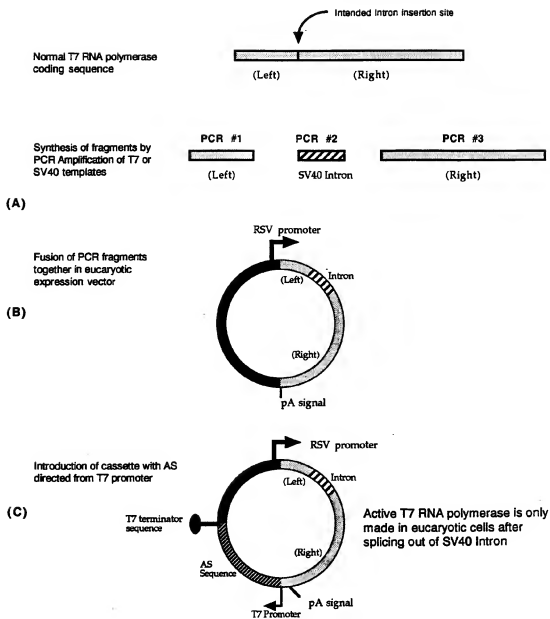 Intended Intron Insertion site
Normal T7 RNA polymerase
coding sequence
(Left)
(Right)
Synthesis of fragments by
PCR Amplification of T7 or
SV40 templates
PCR #1
PCR #2
PCR #3
(Left)
SV40 Intron
(Right)
(A)
RSV promoter
Fusion of PCR fragments
together in eucaryotic
expression vector
(Left)
Intron
(B)
(Right)
pA signal
RSV promoter
Introduction of cassette with AS
directed from T7 promoter
(Left)
Intron
(C)
T7 terminator
sequence
Active T7 RNA polymerase is only
made in eucaryotic cells after
splicing out of SV40 Intron
(Right)
AS
Sequence
pA signal
T7 Promoter